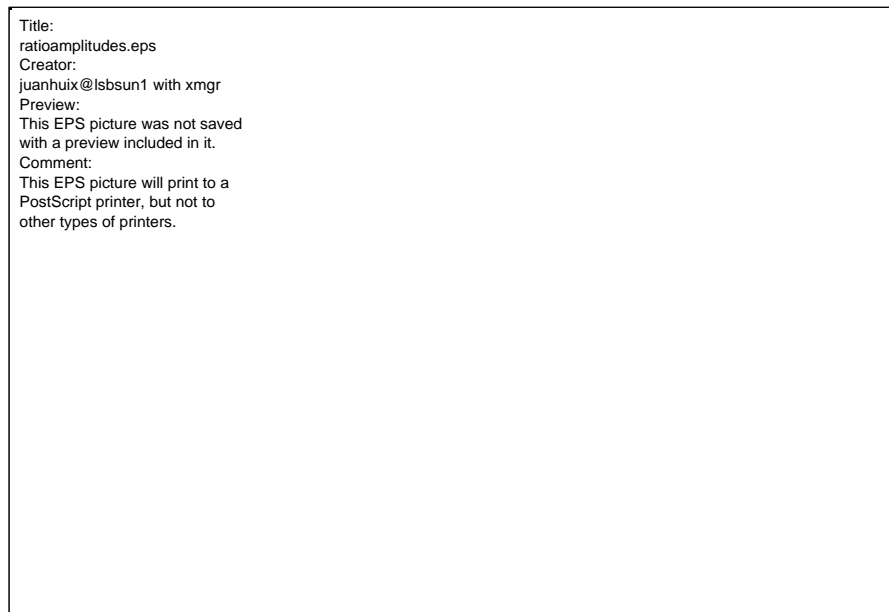 Title:
ratioamplitudes.eps
Creator:
juanhuix@lsbsun1 with xmgr
Preview:
This EPS picture was not saved
with a preview included in it.
Comment:
This EPS picture will print to a
PostScript printer, but not to
other types of printers.